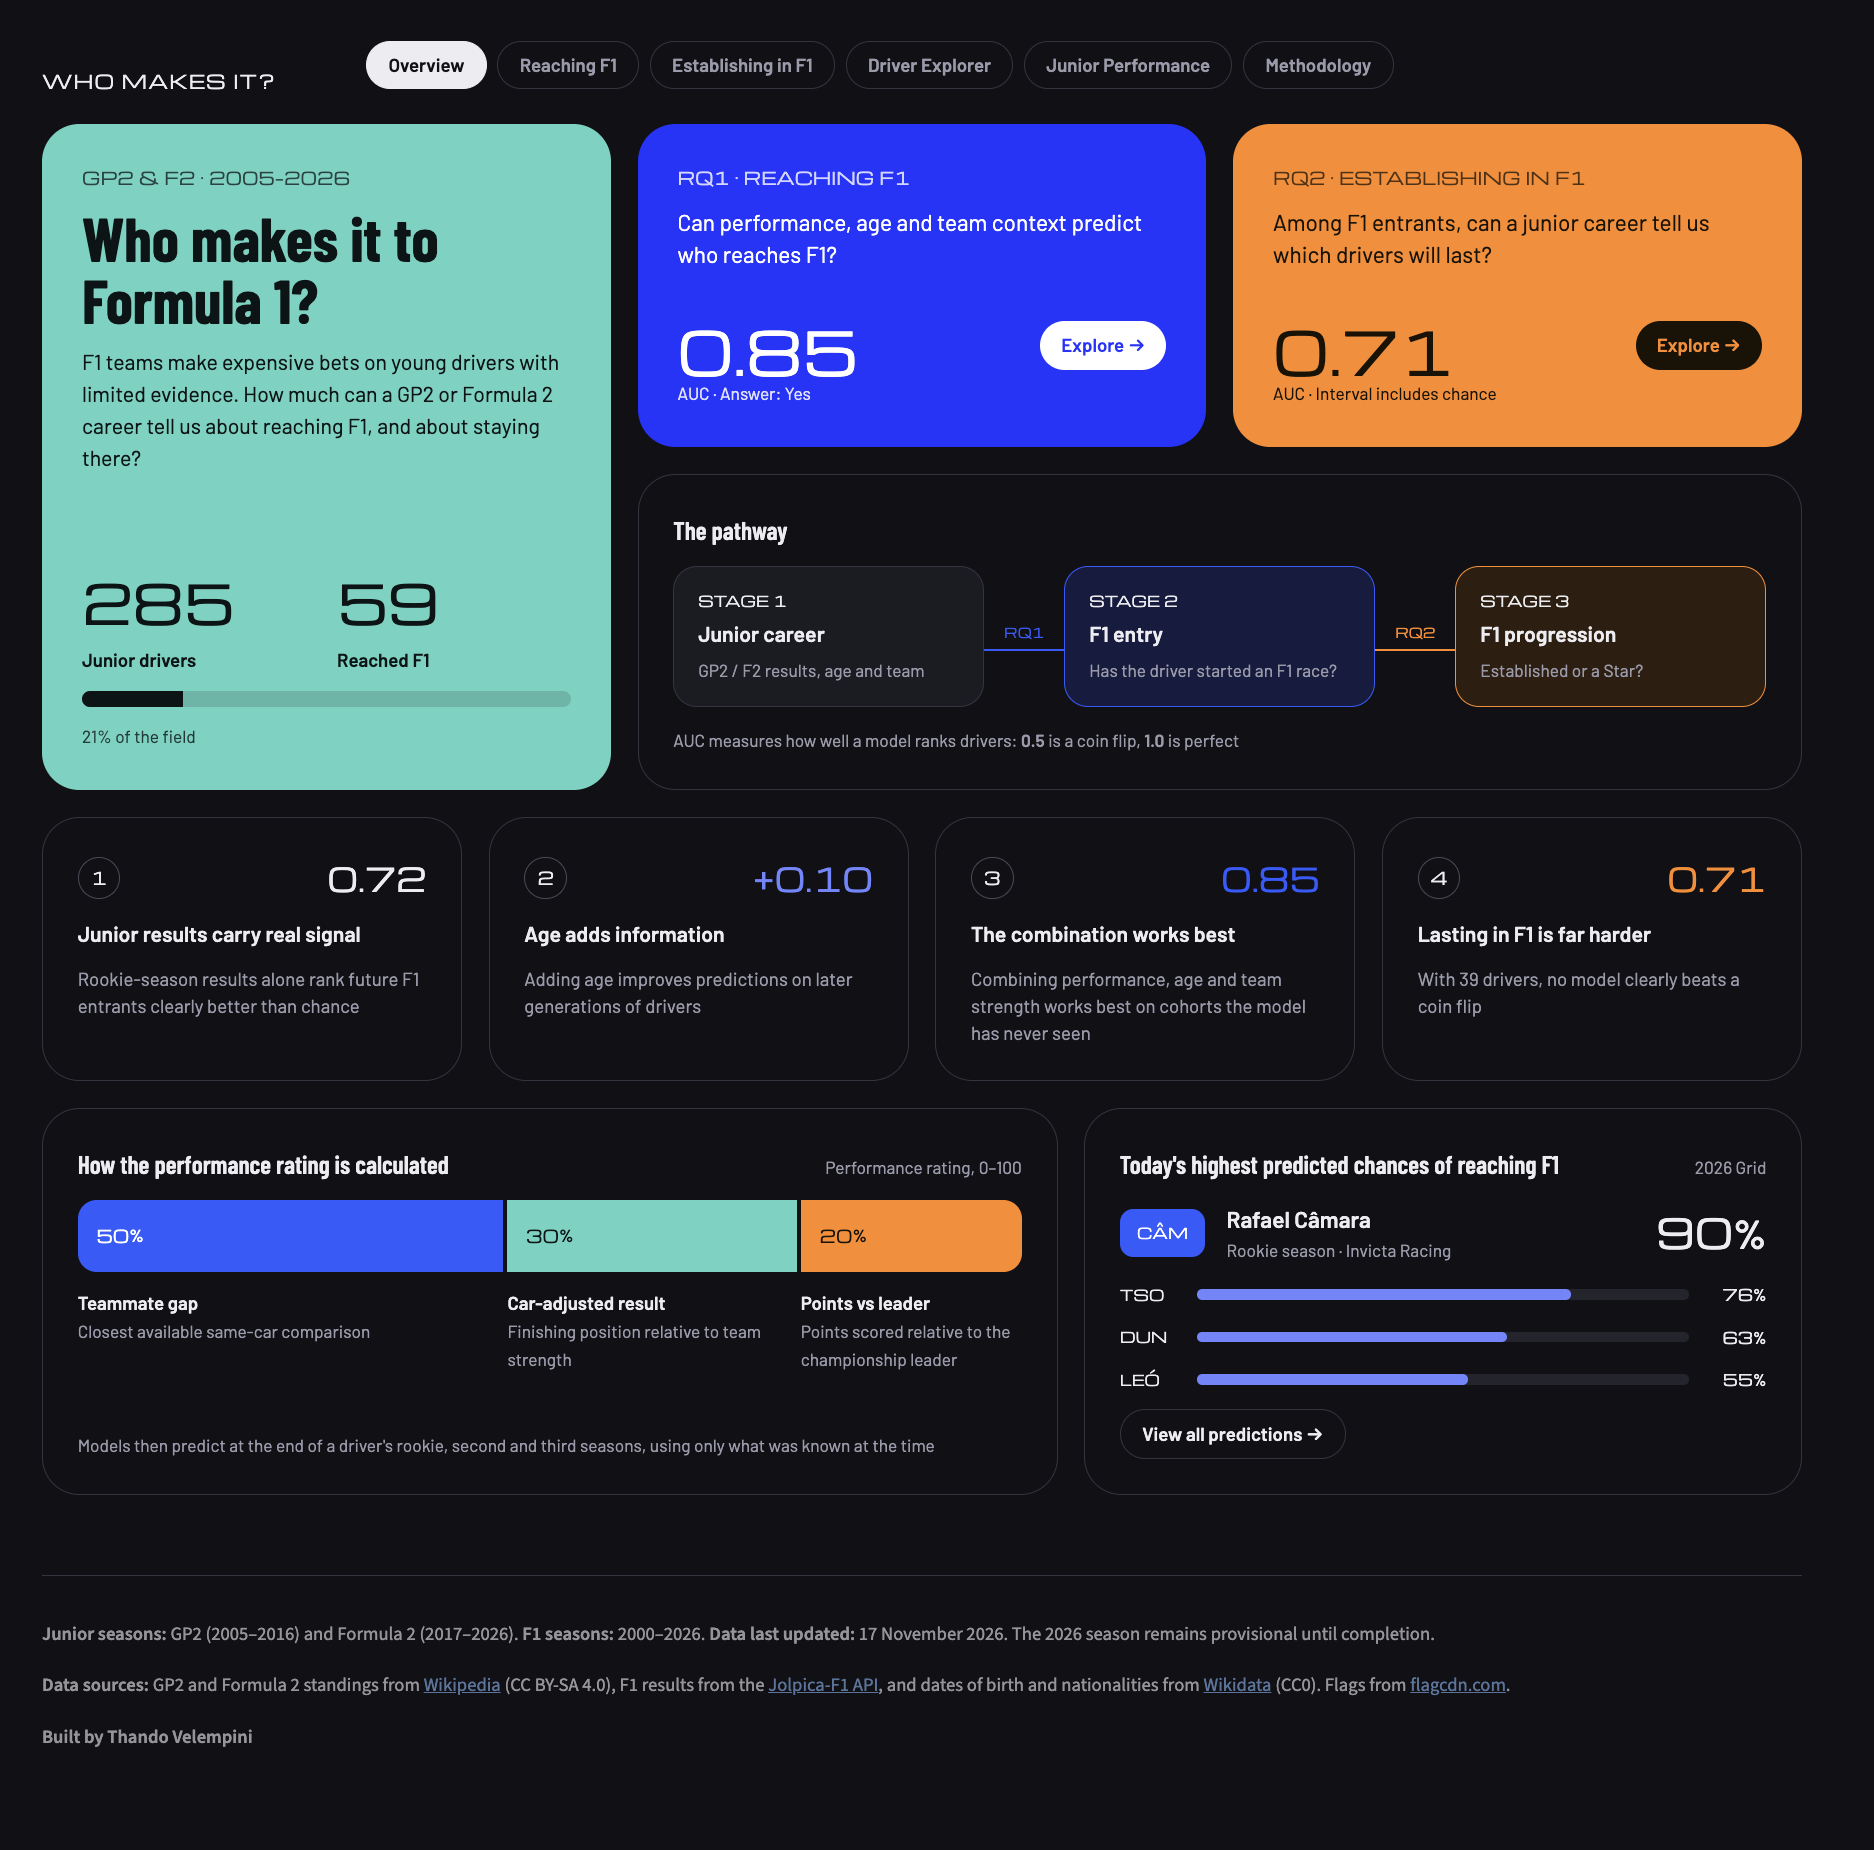 WHO MAKES IT?
Overview
Reaching F1
Establishing in F1
Driver Explorer
Junior Performance
Methodology
GP2 & F2 · 2005-2026
Who makes it to
Formula 1?
F1 teams make expensive bets on young drivers with
limited evidence. How much can a GP2 or Formula 2
career tell us about reaching F1, and about staying
there?
285
Junior drivers
59
Reached F1
21% of the field
RQ1 · REACHING F1
Can performance, age and team context predict
who reaches F1?
0.85
AUC · Answer: Yes
Explore →
RQ2 · ESTABLISHING IN F1
Among F1 entrants, can a junior career tell us
which drivers will last?
0.71
AUC · Interval includes chance
Explore →
The pathway
STAGE 1
Junior career
GP2 / F2 results, age and team
RQ1
STAGE 2
F1 entry
Has the driver started an F1 race?
RQ2
STAGE 3
F1 progression
Established or a Star?
AUC measures how well a model ranks drivers: 0.5 is a coin flip, 1.0 is perfect
1
0.72
Junior results carry real signal
Rookie-season results alone rank future F1
entrants clearly better than chance
2
+0.10
Age adds information
Adding age improves predictions on later
generations of drivers
3
0.85
The combination works best
Combining performance, age and team
strength works best on cohorts the model
has never seen
4
0.71
Lasting in F1 is far harder
With 39 drivers, no model clearly beats a
coin flip
How the performance rating is calculated
Performance rating, 0–100
50%
30%
20%
Teammate gap
Closest available same-car comparison
Car-adjusted result
Finishing position relative to team
strength
Points vs leader
Points scored relative to the
championship leader
Models then predict at the end of a driver's rookie, second and third seasons, using only what was known at the time
Today's highest predicted chances of reaching F1
2026 Grid
CÂM
Rafael Câmara
Rookie season · Invicta Racing
90%
TSO
76%
DUN
63%
LEÓ
55%
View all predictions →
Junior seasons: GP2 (2005–2016) and Formula 2 (2017–2026). F1 seasons: 2000–2026. Data last updated: 17 November 2026. The 2026 season remains provisional until completion.
Data sources: GP2 and Formula 2 standings from Wikipedia (CC BY-SA 4.0), F1 results from the Jolpica-F1 API, and dates of birth and nationalities from Wikidata (CC0). Flags from flagcdn.com.
Built by Thando Velempini